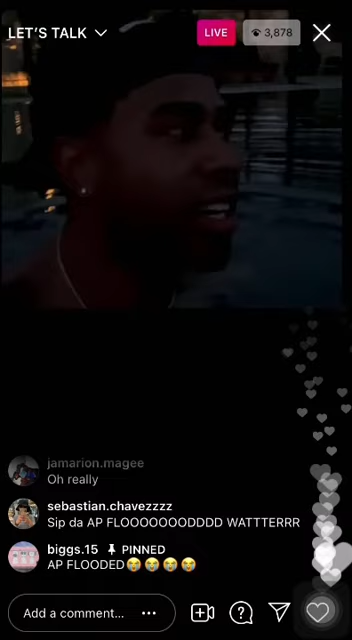 LET'S TALK
LIVE
3,878
jamarion.magee
Oh really
sebastian.chavezzzz
Sip da AP FLOOOOOOODDDD WATTTERRR
biggs.15 PINNED
AP FLOODED😭😭😭😭
Add a comment...